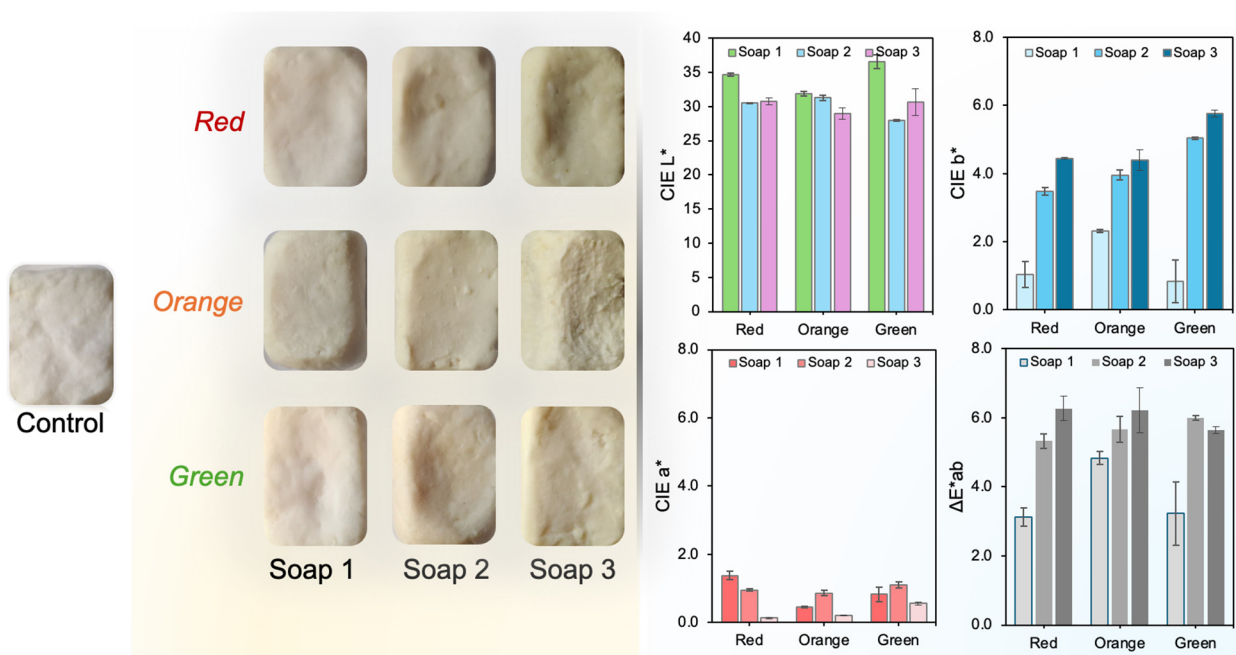 Red
Orange
Green
Control
Soap 1 Soap 2 Soap 3
Soap 1 Soap 2 Soap 3
CIE L*
40
35
30
25
20
15
10
5
0
Red Orange Green
Soap 1 Soap 2 Soap 3
CIE b*
8.0
6.0
4.0
2.0
0.0
Red Orange Green
Soap 1 Soap 2 Soap 3
CIE a*
8.0
6.0
4.0
2.0
0.0
Red Orange Green
Soap 1 Soap 2 Soap 3
ΔE*ab
8.0
6.0
4.0
2.0
0.0
Red Orange Green